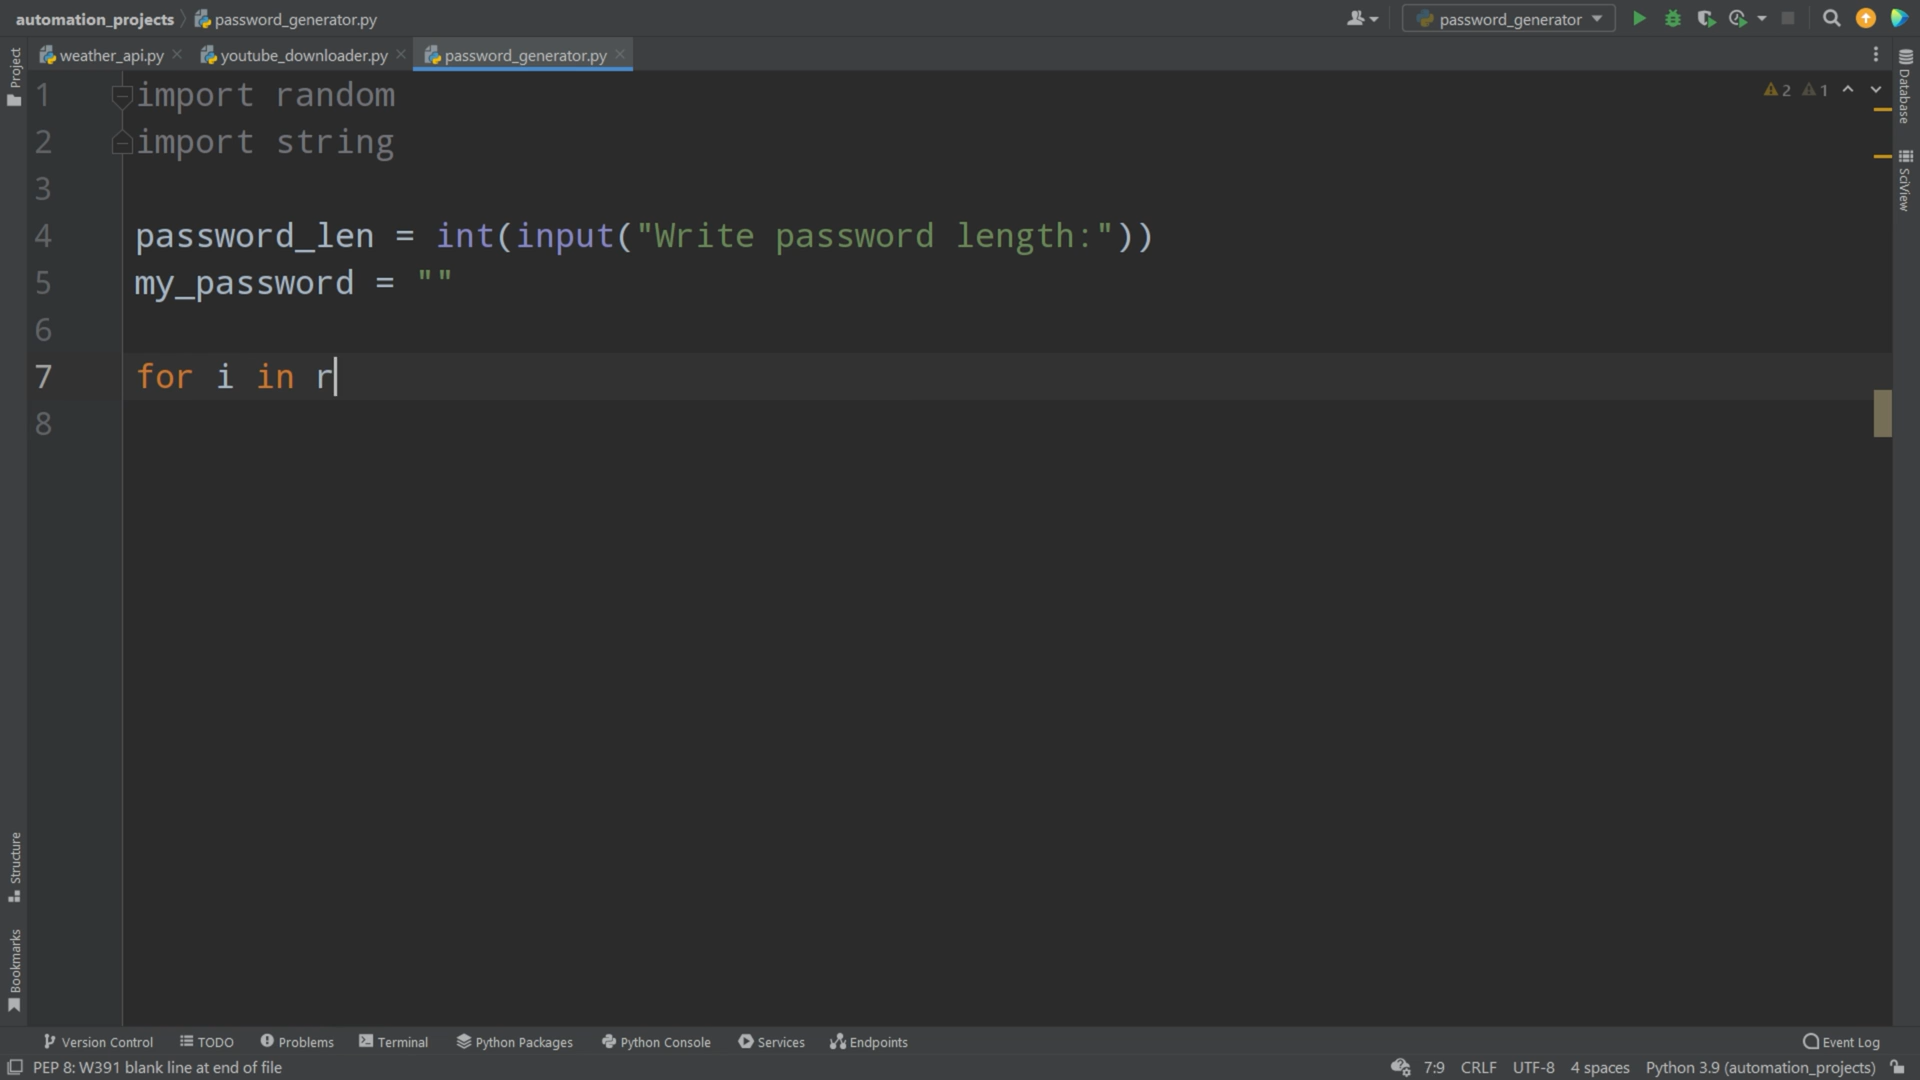 automation_projects password_generator.py
password_generator
weather_api.py youtube_downloader.py password_generator.py
Project
Database
SciView
2 1
1 import random
2 import string
3
4 password_len = int(input("Write password length:"))
5 my_password = ""
6
7 for i in r
8
Structure
Bookmarks
Version Control TODO Problems Terminal Python Packages Python Console Services Endpoints Event Log
PEP 8: W391 blank line at end of file 7:9 CRLF UTF-8 4 spaces Python 3.9 (automation_projects)